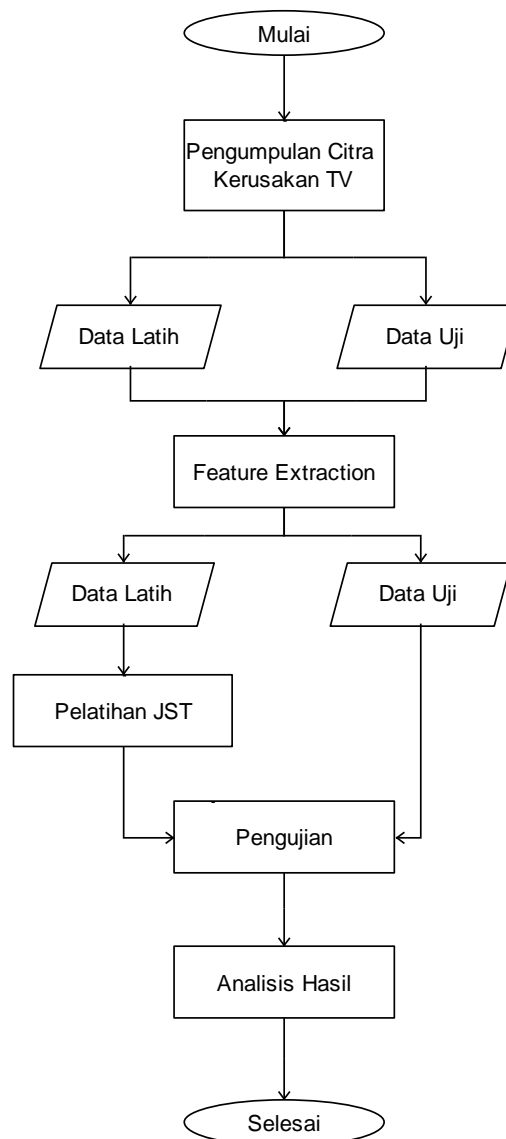 Mulai
Pengumpulan Citra
Kerusakan TV
Data Latih
Data Uji
Feature Extraction
Data Latih
Data Uji
Pelatihan JST
Pengujian
Analisis Hasil
Selesai